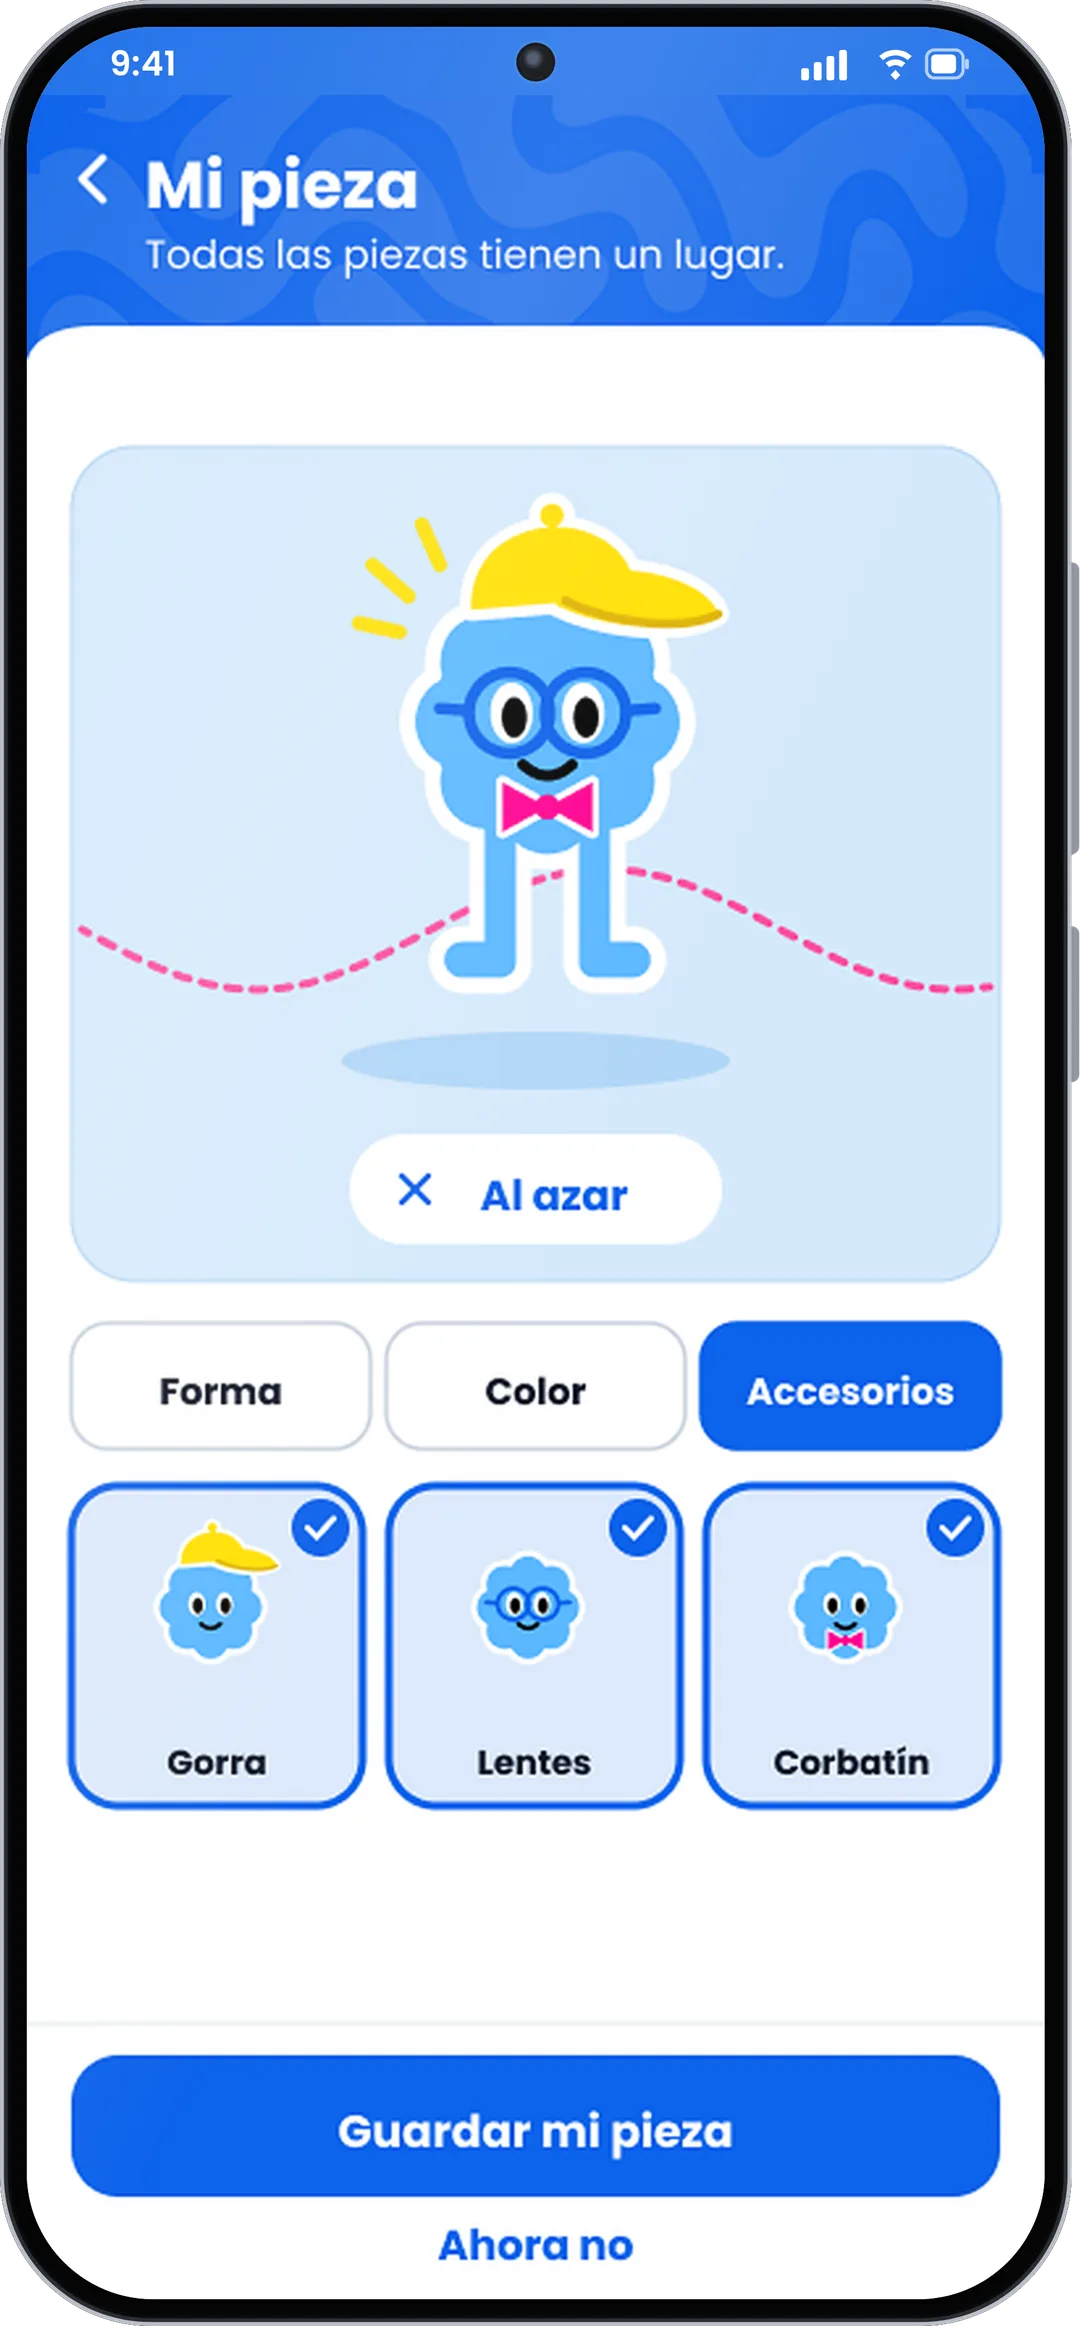 9:41
Mi pieza
Todas las piezas tienen un lugar.
Al azar
Forma
Color
Accesorios
Gorra
Lentes
Corbatín
Guardar mi pieza
Ahora no